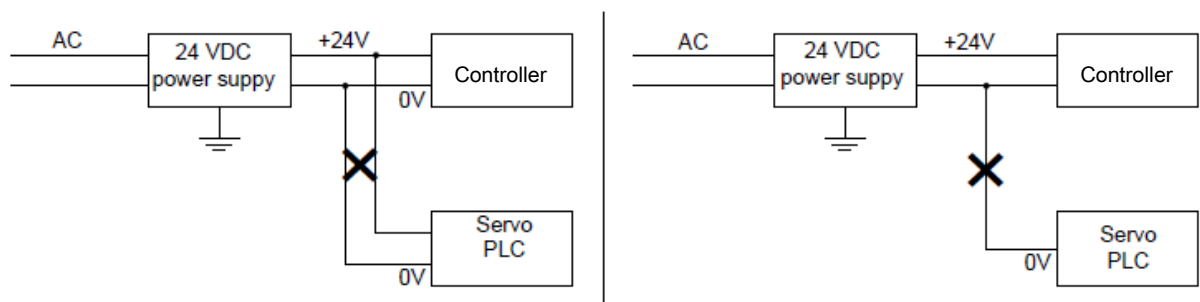 AC
24 VDC
power suppy
+24V
Controller
0V
Servo
PLC
0V
AC
24 VDC
power suppy
+24V
Controller
Servo
PLC
0V